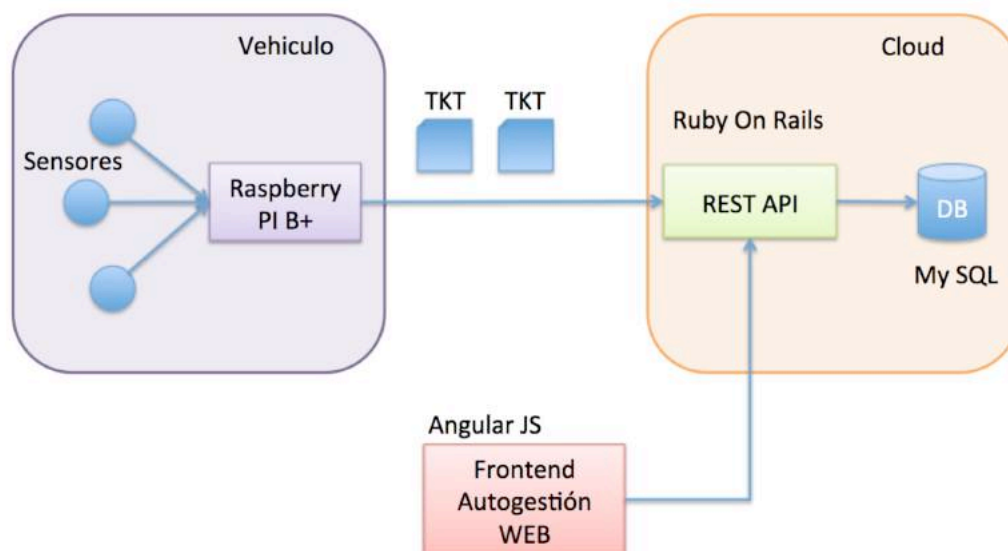 Vehiculo
Sensores
Raspberry
PI B+
TKT
TKT
Cloud
Ruby On Rails
REST API
DB
My SQL
Angular JS
Frontend
Autogestión
WEB